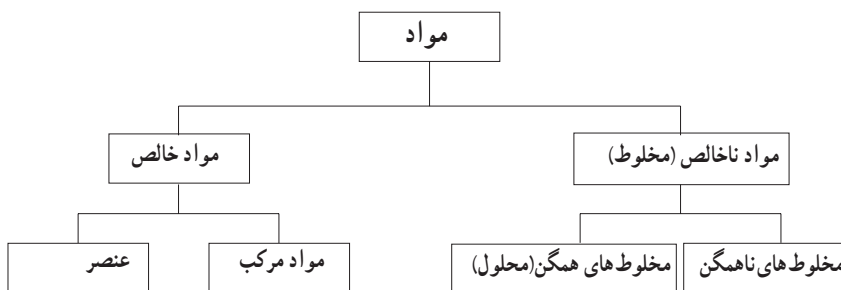 مواد
مواد ناخالص (مخلوط)
مواد خالص
مخلوط‌های ناهمگن
مخلوط‌های همگن(محلول)
مواد مرکب
عنصر